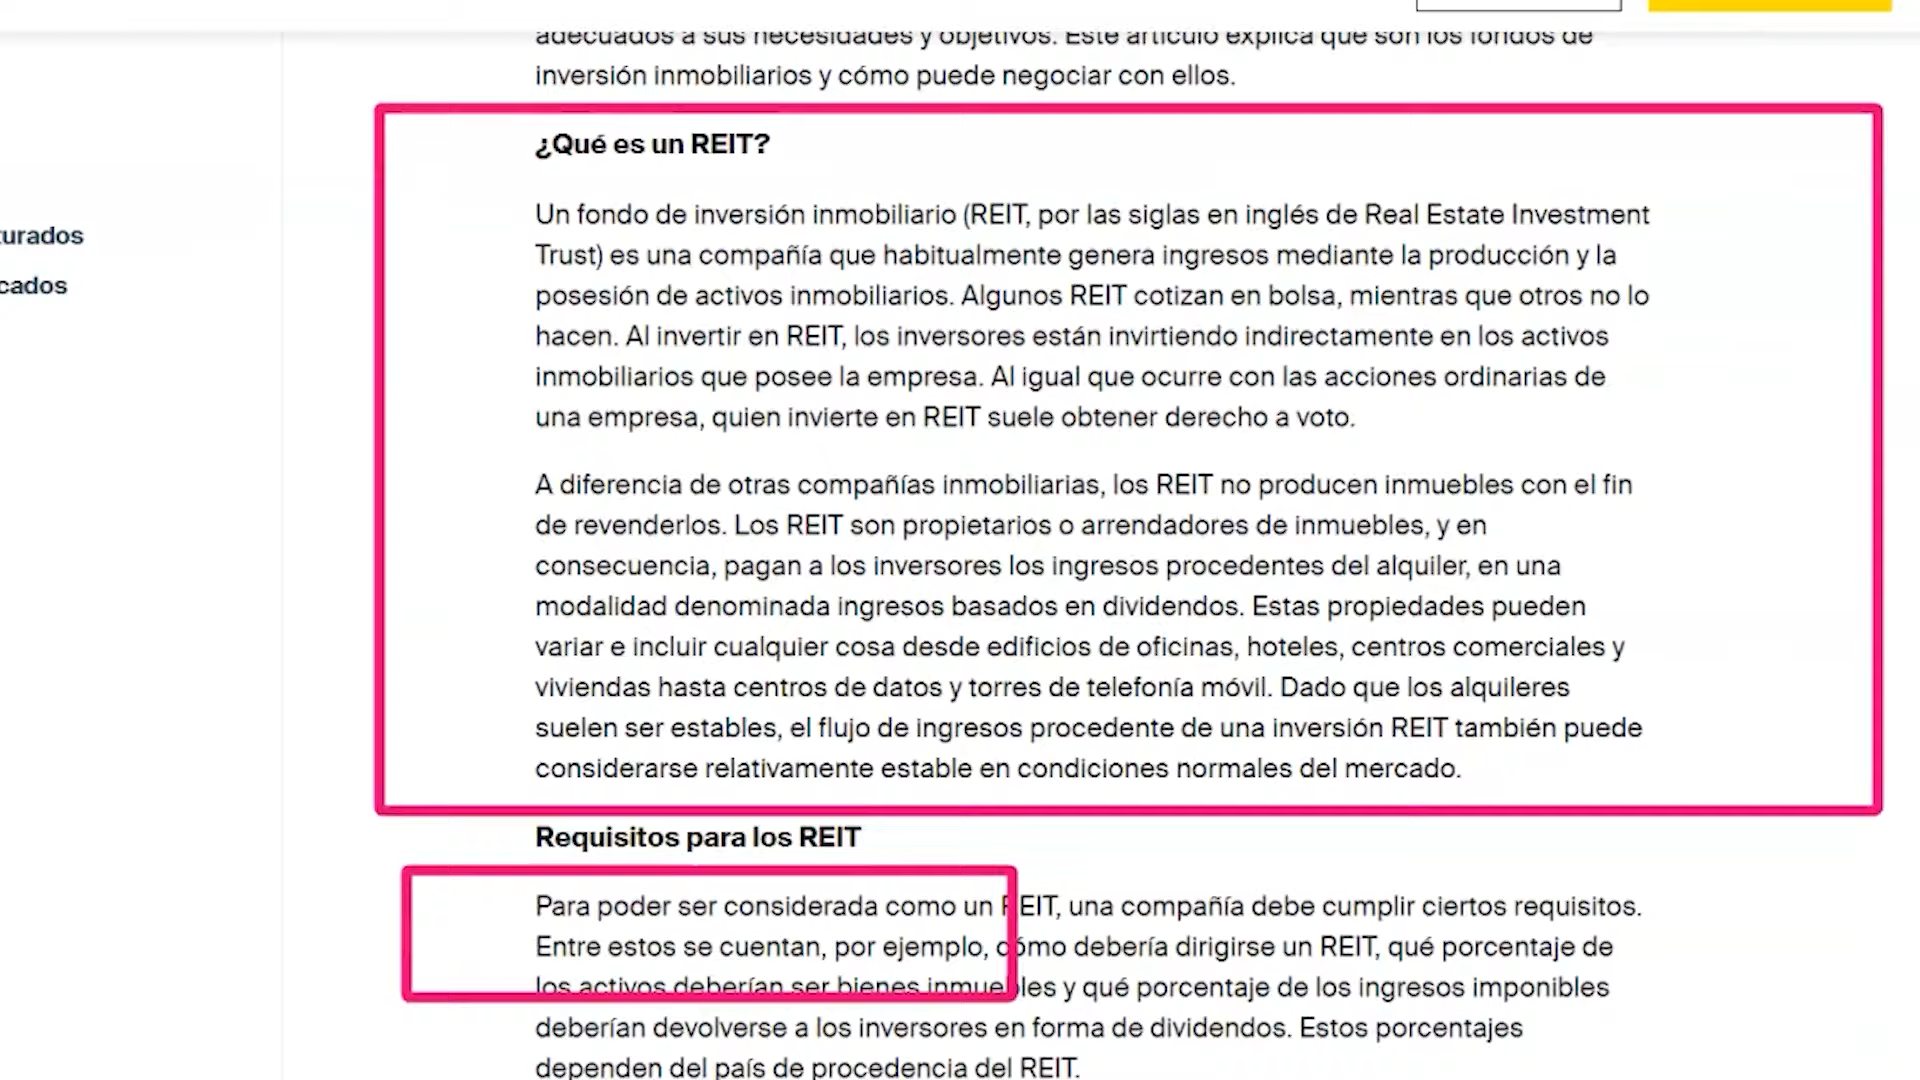 adecuados a sus necesidades y objetivos. Este artículo explica qué son los fondos de
inversión inmobiliarios y cómo puede negociar con ellos.
¿Qué es un REIT?
turados
cados
Un fondo de inversión inmobiliario (REIT, por las siglas en inglés de Real Estate Investment
Trust) es una compañía que habitualmente genera ingresos mediante la producción y la
posesión de activos inmobiliarios. Algunos REIT cotizan en bolsa, mientras que otros no lo
hacen. Al invertir en REIT, los inversores están invirtiendo indirectamente en los activos
inmobiliarios que posee la empresa. Al igual que ocurre con las acciones ordinarias de
una empresa, quien invierte en REIT suele obtener derecho a voto.
A diferencia de otras compañías inmobiliarias, los REIT no producen inmuebles con el fin
de revenderlos. Los REIT son propietarios o arrendadores de inmuebles, y en
consecuencia, pagan a los inversores los ingresos procedentes del alquiler, en una
modalidad denominada ingresos basados en dividendos. Estas propiedades pueden
variar e incluir cualquier cosa desde edificios de oficinas, hoteles, centros comerciales y
viviendas hasta centros de datos y torres de telefonía móvil. Dado que los alquileres
suelen ser estables, el flujo de ingresos procedente de una inversión REIT también puede
considerarse relativamente estable en condiciones normales del mercado.
Requisitos para los REIT
Para poder ser considerada como un REIT, una compañía debe cumplir ciertos requisitos.
Entre estos se cuentan, por ejemplo, cómo debería dirigirse un REIT, qué porcentaje de
los activos deberían ser bienes inmuebles y qué porcentaje de los ingresos imponibles
deberían devolverse a los inversores en forma de dividendos. Estos porcentajes
dependen del país de procedencia del REIT.